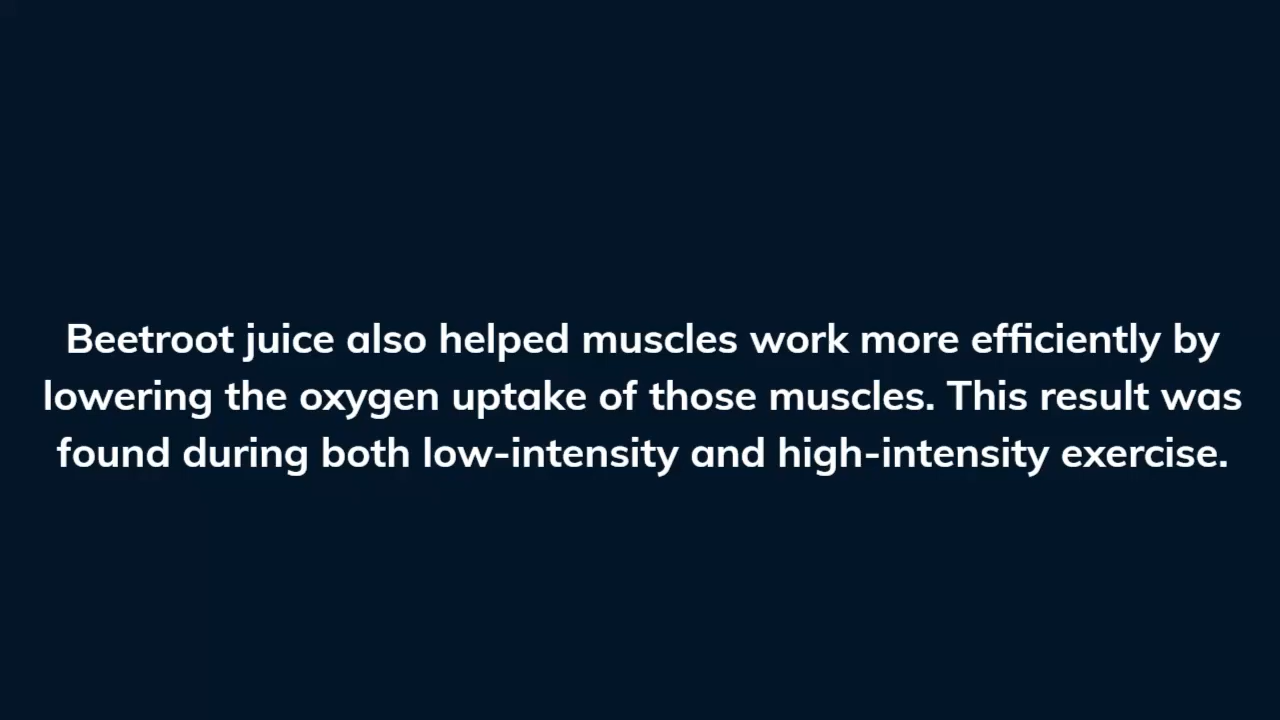 Beetroot juice also helped muscles work more efficiently by
lowering the oxygen uptake of those muscles. This result was
found during both low-intensity and high-intensity exercise.